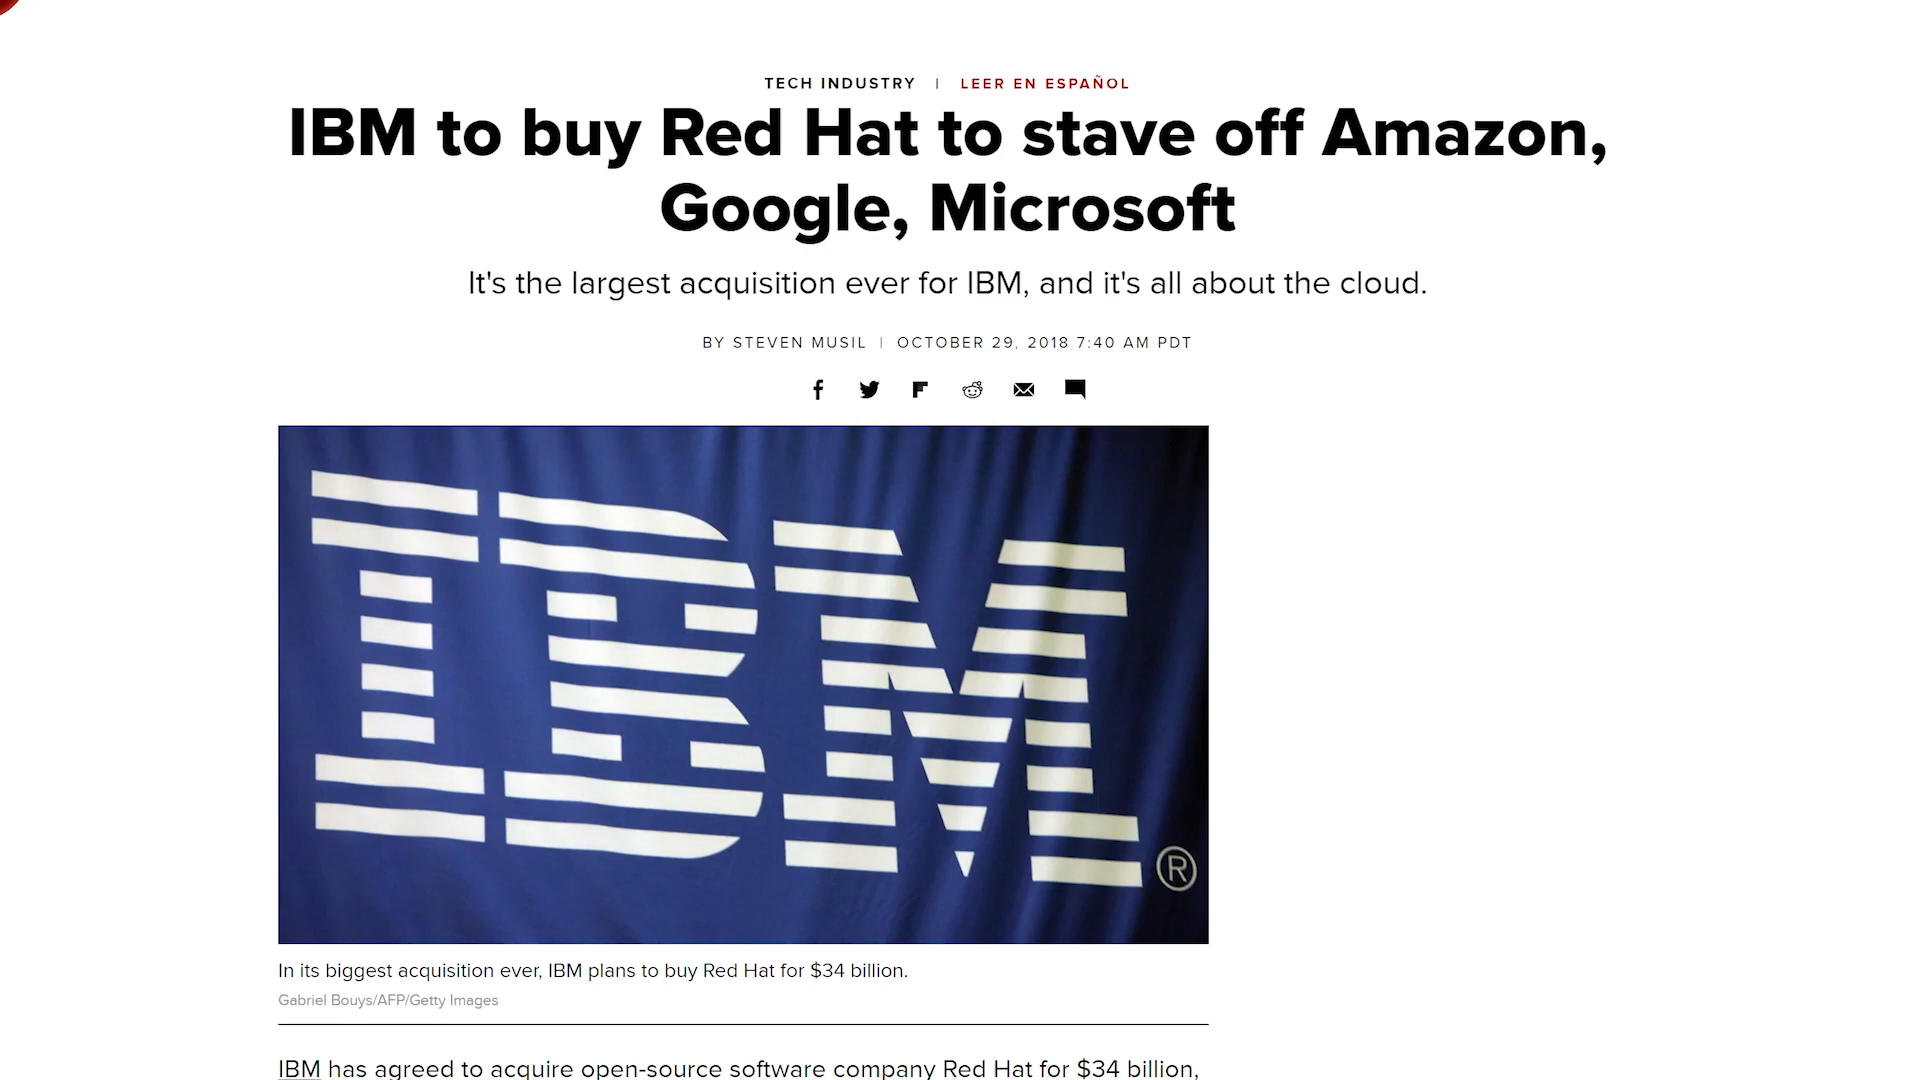 TECH INDUSTRY | LEER EN ESPAÑOL
IBM to buy Red Hat to stave off Amazon,
Google, Microsoft
It's the largest acquisition ever for IBM, and it's all about the cloud.
BY STEVEN MUSIL | OCTOBER 29, 2018 7:40 AM PDT
IBM®
In its biggest acquisition ever, IBM plans to buy Red Hat for $34 billion.
Gabriel Bouys/AFP/Getty Images
IBM has agreed to acquire open-source software company Red Hat for $34 billion,